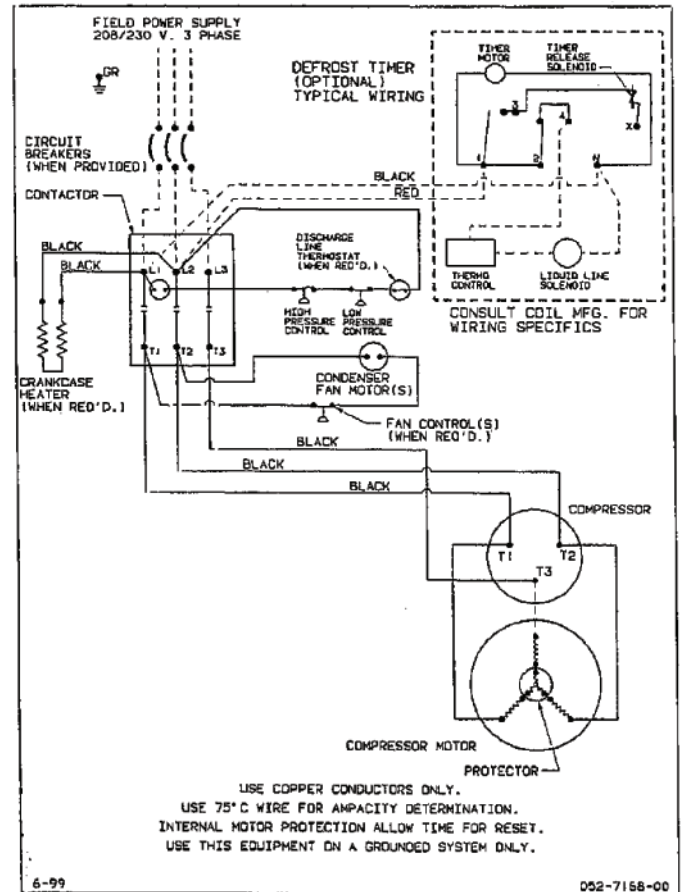 FIELD POWER SUPPLY
208/230 V. 3 PHASE
GR
DEFROST TIMER
(OPTIONAL)
TYPICAL WIRING
TIMER
MOTOR
TIMER
RELEASE
SOLENOID
3
4
X
1
2
N
CIRCUIT
BREAKERS
(WHEN PROVIDED)
BLACK
RED
CONTACTOR
BLACK
BLACK
L1
L2
L3
DISCHARGE
LINE
THERMOSTAT
(WHEN REQ'D.)
THERMO
CONTROL
LIQUID LINE
SOLENOID
HIGH
PRESSURE
CONTROL
LOW
PRESSURE
CONTROL
CONSULT COIL MFG. FOR
WIRING SPECIFICS
T1
T2
T3
CRANKCASE
HEATER
(WHEN REQ'D.)
CONDENSER
FAN MOTOR(S)
FAN CONTROL(S)
(WHEN REQ'D.)
BLACK
BLACK
BLACK
COMPRESSOR
T1
T2
T3
COMPRESSOR MOTOR
PROTECTOR
USE COPPER CONDUCTORS ONLY.
USE 75°C WIRE FOR AMPACITY DETERMINATION.
INTERNAL MOTOR PROTECTION ALLOW TIME FOR RESET.
USE THIS EQUIPMENT ON A GROUNDED SYSTEM ONLY.
6-99
D52-7168-00